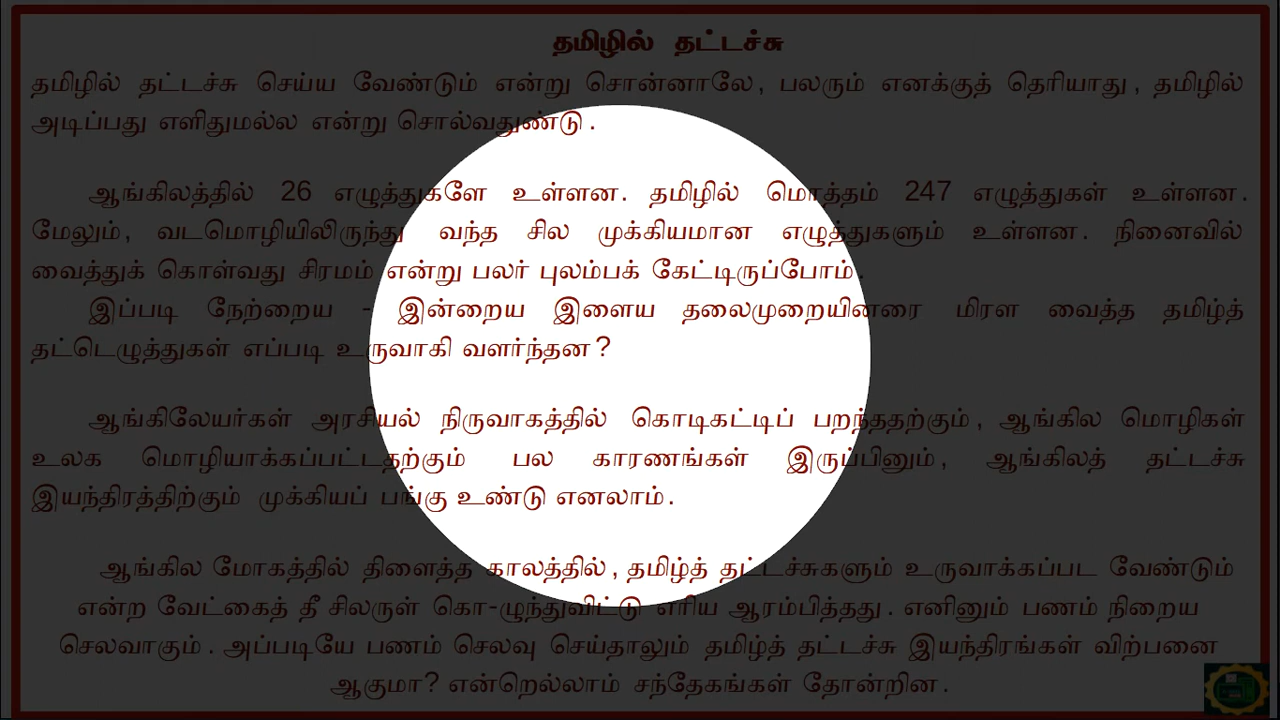 தமிழில் தட்டச்சு
தமிழில் தட்டச்சு செய்ய வேண்டும் என்று சொன்னாலே, பலரும் எனக்குத் தெரியாது, தமிழில்
அடிப்பது எளிதுமல்ல என்று சொல்வதுண்டு.
ஆங்கிலத்தில் 26 எழுத்துகளே உள்ளன. தமிழில் மொத்தம் 247 எழுத்துகள் உள்ளன.
மேலும், வடமொழியிலிருந்து வந்த சில முக்கியமான எழுத்துகளும் உள்ளன. நினைவில்
வைத்துக் கொள்வது சிரமம் என்று பலர் புலம்பக் கேட்டிருப்போம்.
இப்படி நேற்றைய - இன்றைய இளைய தலைமுறையினரை மிரள வைத்த தமிழ்த்
தட்டெழுத்துகள் எப்படி உருவாகி வளர்ந்தன?
ஆங்கிலேயர்கள் அரசியல் நிருவாகத்தில் கொடிகட்டிப் பறந்ததற்கும், ஆங்கில மொழிகள்
உலக மொழியாக்கப்பட்டதற்கும் பல காரணங்கள் இருப்பினும், ஆங்கிலத் தட்டச்சு
இயந்திரத்திற்கும் முக்கியப் பங்கு உண்டு எனலாம்.
ஆங்கில மோகத்தில் திளைத்த காலத்தில், தமிழ்த் தட்டச்சுகளும் உருவாக்கப்பட வேண்டும்
என்ற வேட்கைத் தீ சிலருள் கொ-ழுந்துவிட்டு எரிய ஆரம்பித்தது. எனினும் பணம் நிறைய
செலவாகும். அப்படியே பணம் செலவு செய்தாலும் தமிழ்த் தட்டச்சு இயந்திரங்கள் விற்பனை
ஆகுமா? என்றெல்லாம் சந்தேகங்கள் தோன்றின.